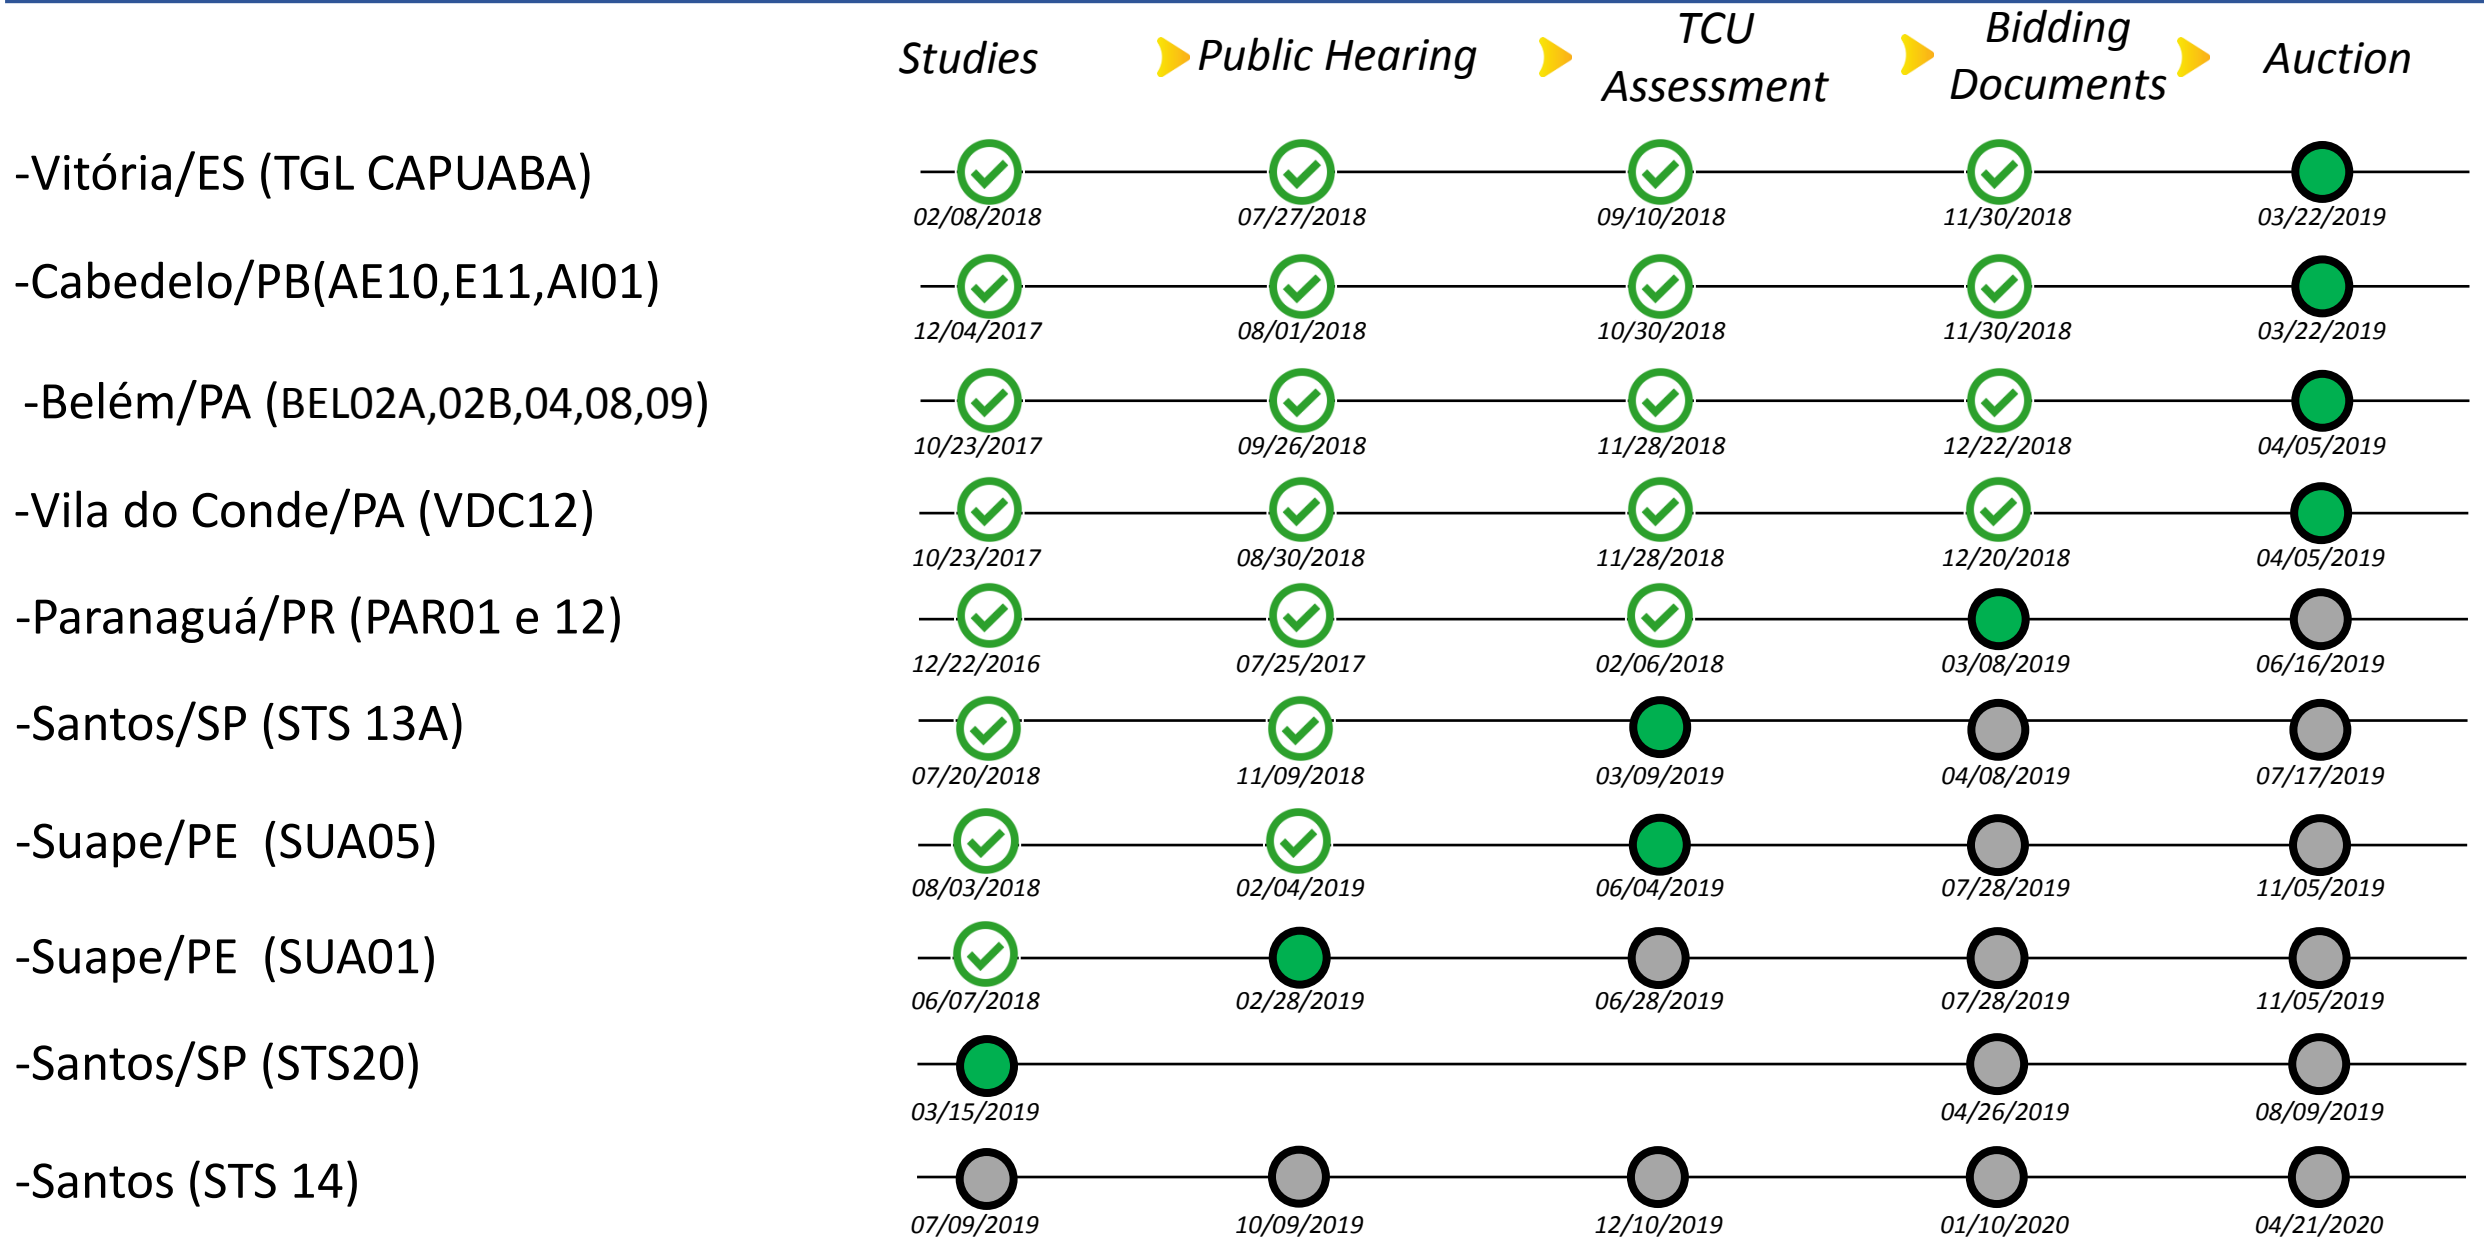 Studies
Public Hearing
TCU
Assessment
Bidding
Documents
Auction
-Vitória/ES (TGL CAPUABA)
02/08/2018 07/27/2018 09/10/2018 11/30/2018 03/22/2019
-Cabedelo/PB(AE10,E11,AI01)
12/04/2017 08/01/2018 10/30/2018 11/30/2018 03/22/2019
-Belém/PA (BEL02A,02B,04,08,09)
10/23/2017 09/26/2018 11/28/2018 12/22/2018 04/05/2019
-Vila do Conde/PA (VDC12)
10/23/2017 08/30/2018 11/28/2018 12/20/2018 04/05/2019
-Paranaguá/PR (PAR01 e 12)
12/22/2016 07/25/2017 02/06/2018 03/08/2019 06/16/2019
-Santos/SP (STS 13A)
07/20/2018 11/09/2018 03/09/2019 04/08/2019 07/17/2019
-Suape/PE (SUA05)
08/03/2018 02/04/2019 06/04/2019 07/28/2019 11/05/2019
-Suape/PE (SUA01)
06/07/2018 02/28/2019 06/28/2019 07/28/2019 11/05/2019
-Santos/SP (STS20)
03/15/2019 04/26/2019 08/09/2019
-Santos (STS 14)
07/09/2019 10/09/2019 12/10/2019 01/10/2020 04/21/2020